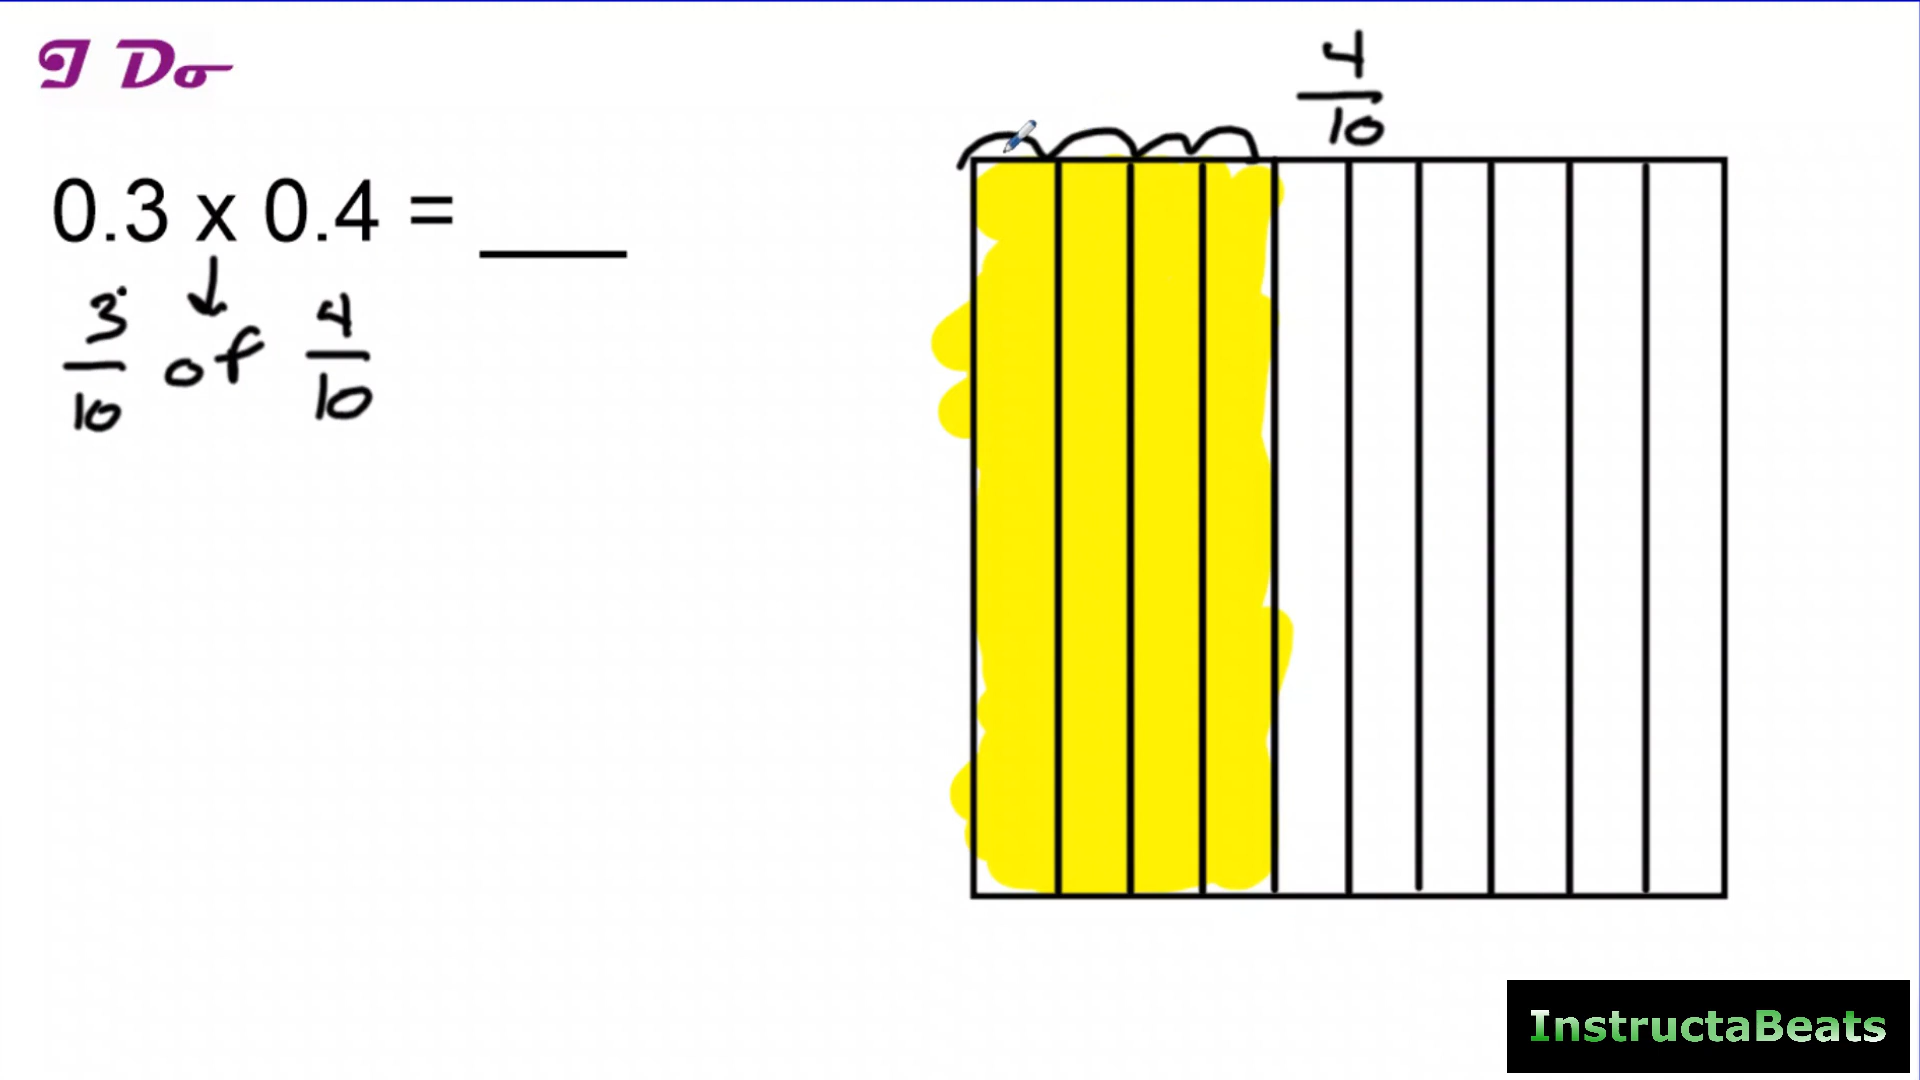 I Do
0.3 x 0.4 = ___
3/10 of 4/10
4/10
InstructaBeats